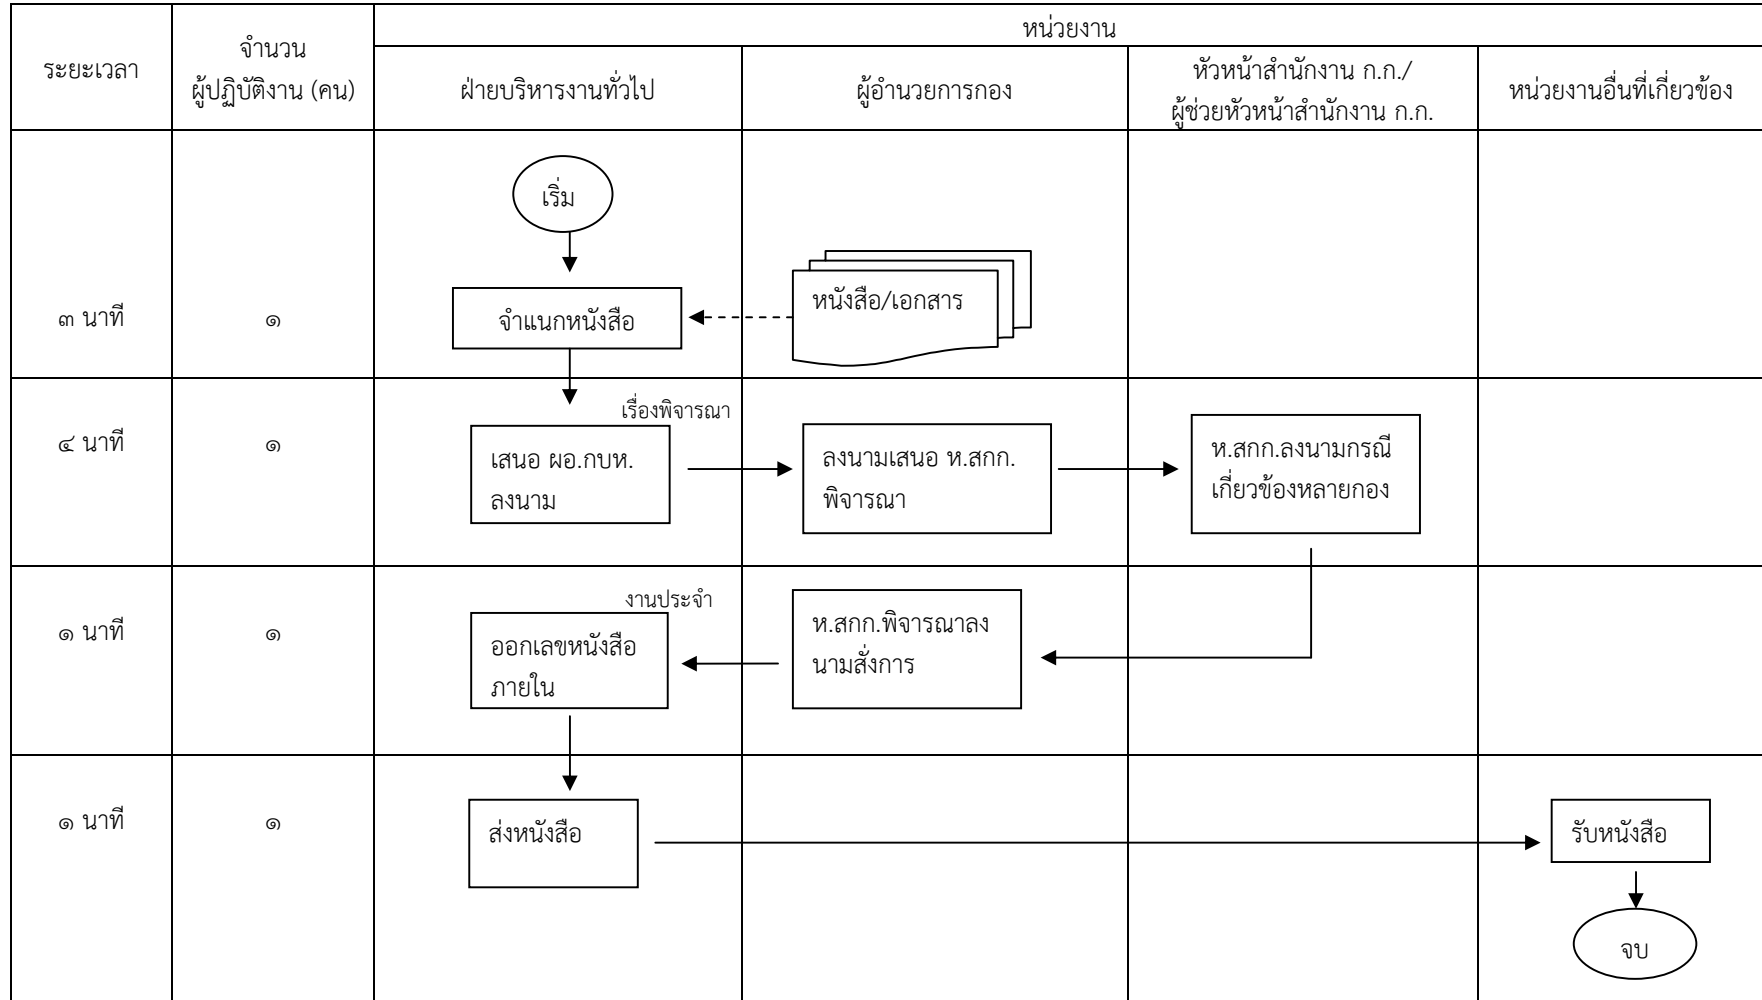 หน่วยงาน
ระยะเวลา
จำนวน
ผู้ปฏิบัติงาน (คน)
ฝ่ายบริหารงานทั่วไป
ผู้อำนวยการกอง
หัวหน้าสำนักงาน ก.ก./
ผู้ช่วยหัวหน้าสำนักงาน ก.ก.
หน่วยงานอื่นที่เกี่ยวข้อง
เริ่ม
๓ นาที
๑
จำแนกหนังสือ
หนังสือ/เอกสาร
๔ นาที
๑
เรื่องพิจารณา
เสนอ ผอ.กบห.
ลงนาม
ลงนามเสนอ ห.สกก.
พิจารณา
ห.สกก.ลงนามกรณี
เกี่ยวข้องหลายกอง
๑ นาที
๑
งานประจำ
ออกเลขหนังสือ
ภายใน
ห.สกก.พิจารณาลง
นามสั่งการ
๑ นาที
๑
ส่งหนังสือ
รับหนังสือ
จบ